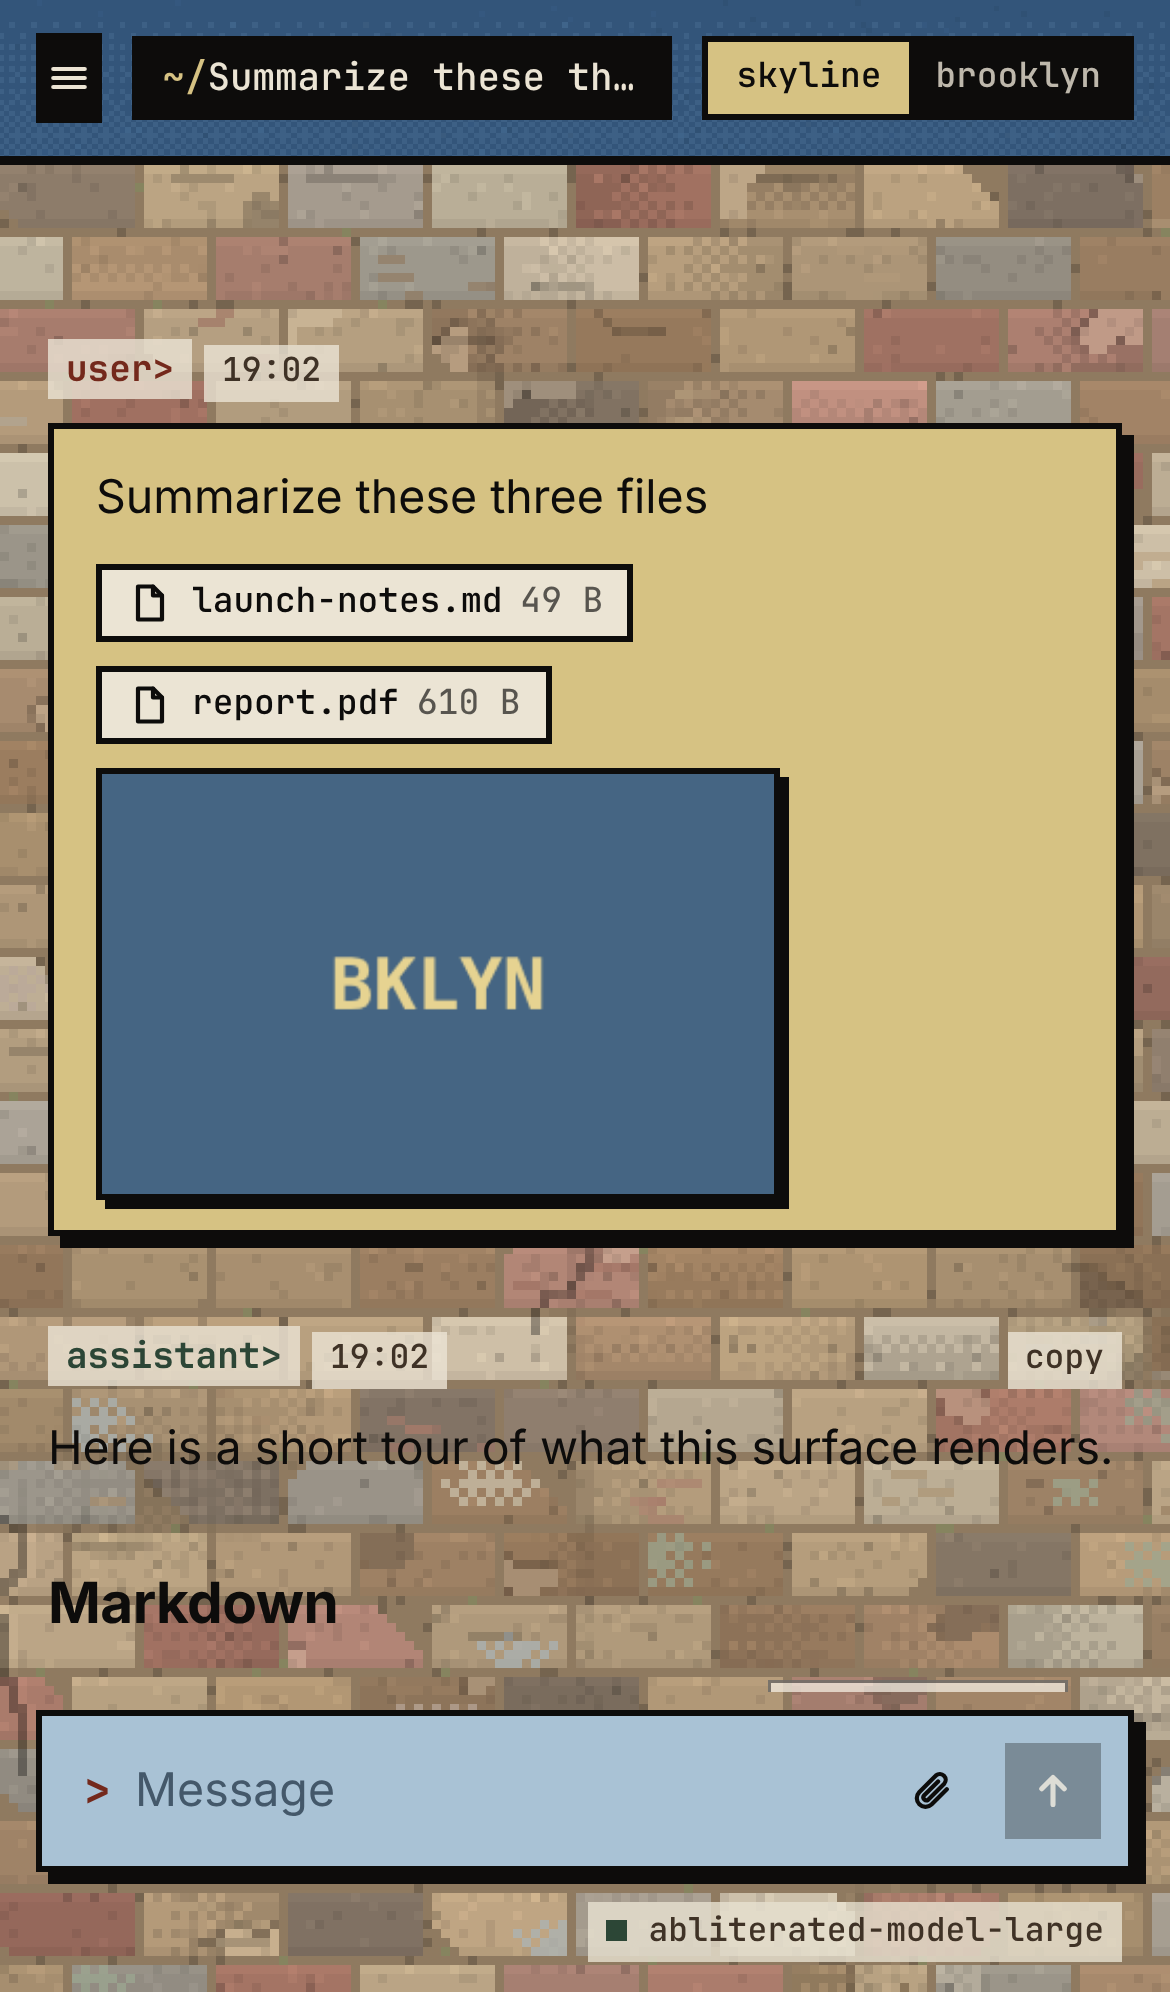 ~/Summarize these th…
skyline
brooklyn
user>
19:02
Summarize these three files
launch-notes.md 49 B
report.pdf 610 B
BKLYN
assistant>
19:02
copy
Here is a short tour of what this surface renders.
Markdown
> Message
abliterated-model-large